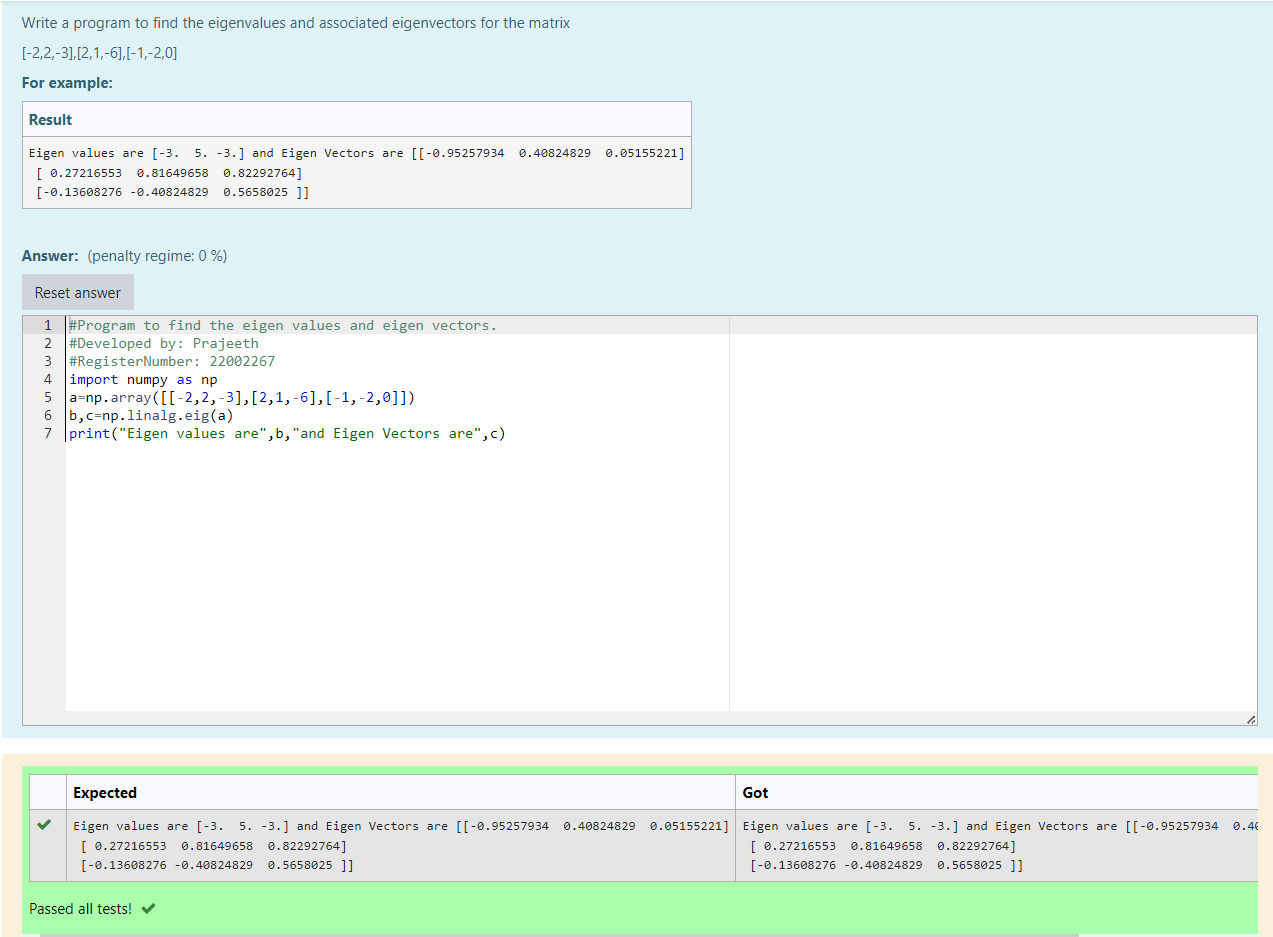 Write a program to find the eigenvalues and associated eigenvectors for the matrix
[-2,2,-3],[2,1,-6],[-1,-2,0]
For example:
Result
Eigen values are [-3.  5. -3.] and Eigen Vectors are [[-0.95257934  0.40824829  0.05155221]
 [ 0.27216553  0.81649658  0.82292764]
 [-0.13608276 -0.40824829  0.5658025 ]]
Answer: (penalty regime: 0 %)
Reset answer
1 #Program to find the eigen values and eigen vectors.
2 #Developed by: Prajeeth
3 #RegisterNumber: 22002267
4 import numpy as np
5 a=np.array([[-2,2,-3],[2,1,-6],[-1,-2,0]])
6 b,c=np.linalg.eig(a)
7 print("Eigen values are",b,"and Eigen Vectors are",c)
Expected Got
Eigen values are [-3.  5. -3.] and Eigen Vectors are [[-0.95257934  0.40824829  0.05155221] Eigen values are [-3.  5. -3.] and Eigen Vectors are [[-0.95257934  0.40
 [ 0.27216553  0.81649658  0.82292764]  [ 0.27216553  0.81649658  0.82292764]
 [-0.13608276 -0.40824829  0.5658025 ]]  [-0.13608276 -0.40824829  0.5658025 ]]
Passed all tests!